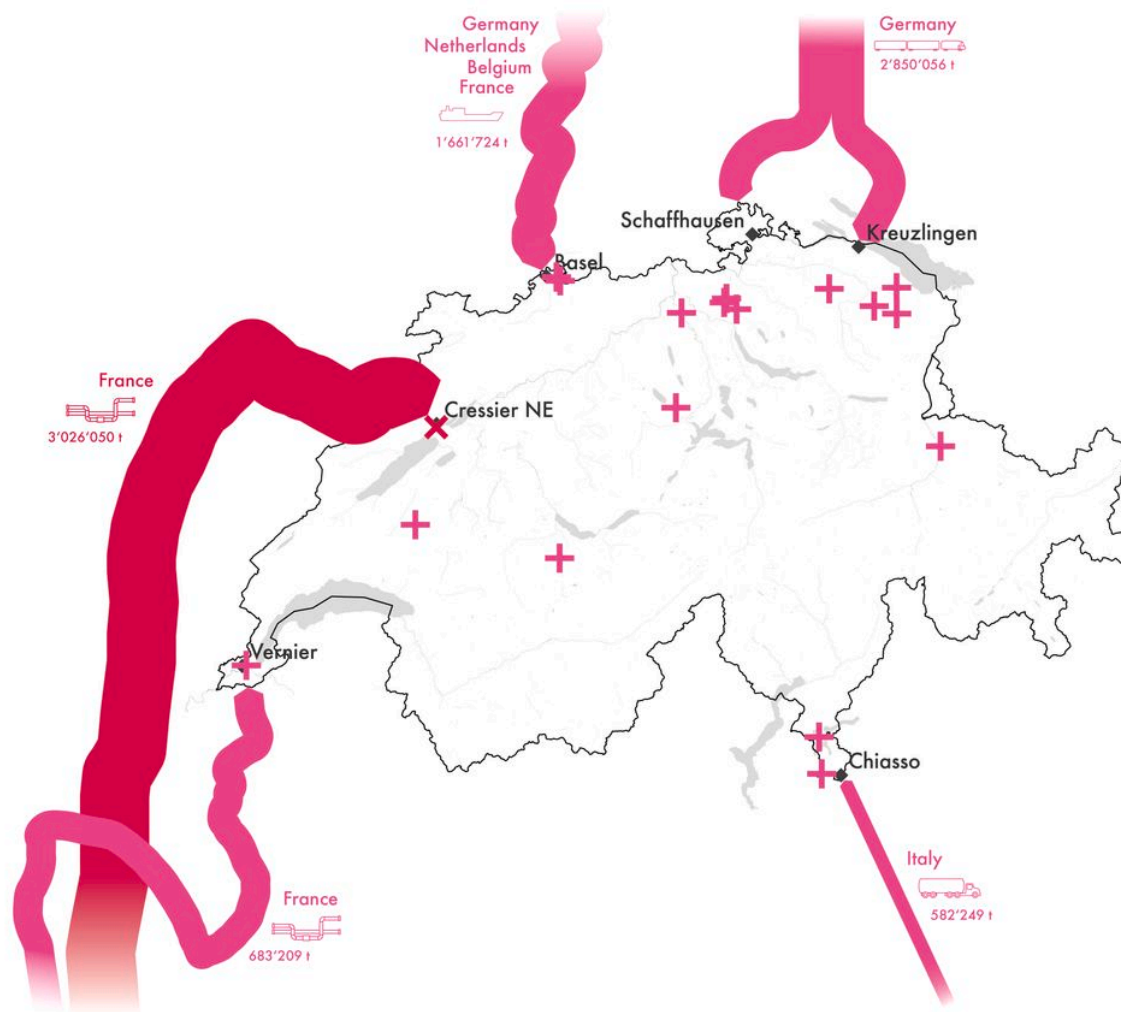 Germany
Netherlands
Belgium
France
1’661’724 t
Germany
2’850’056 t
Schaffhausen
Kreuzlingen
Basel
France
3’026’050 t
Cressier NE
Vernier
Chiasso
Italy
582’249 t
France
683’209 t